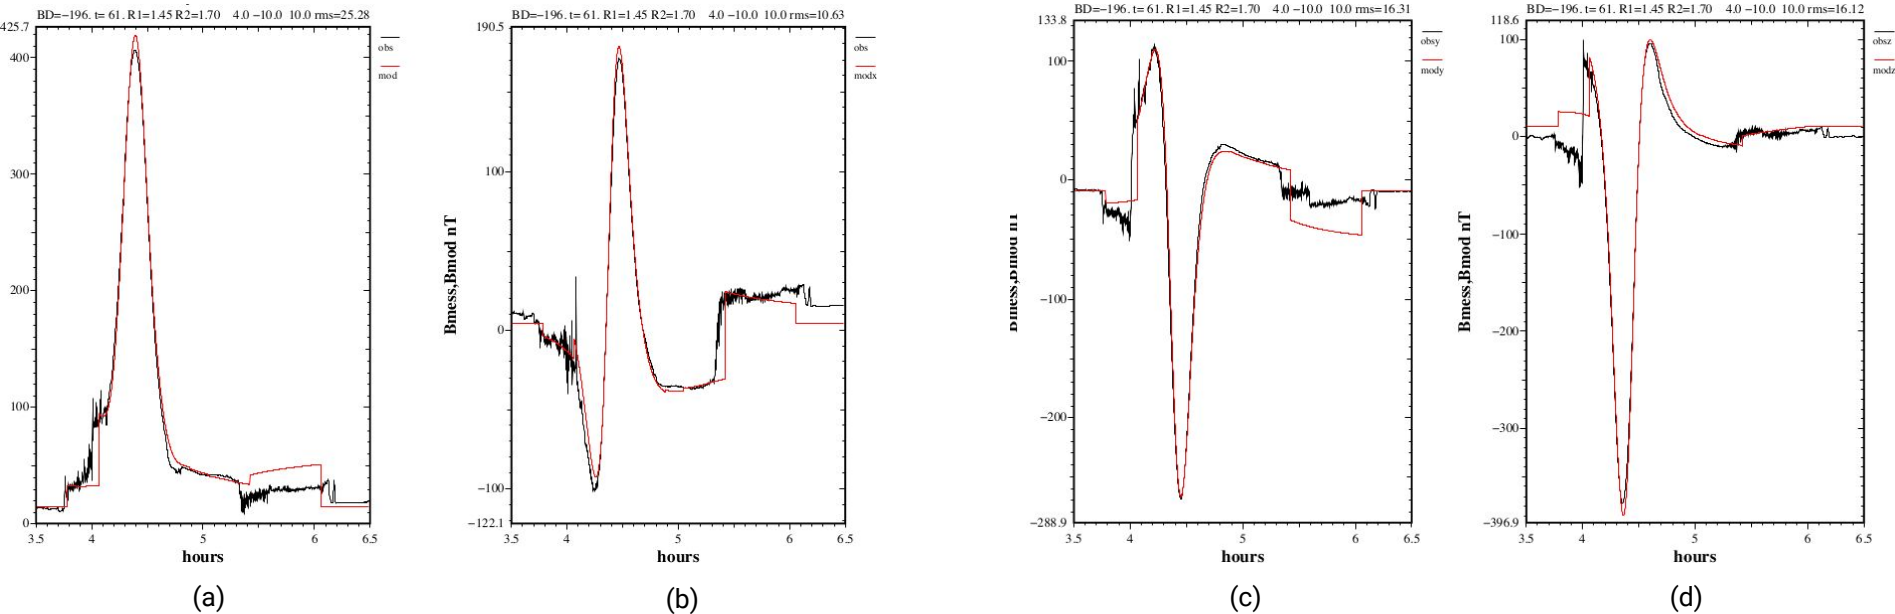 BD=−196. t= 61. R1=1.45 R2=1.70 4.0 −10.0 10.0 rms=25.28
425.7
400
300
200
100
0
3.5 4 5 6 6.5
hours
obs
mod
(a)
BD=−196. t= 61. R1=1.45 R2=1.70 4.0 −10.0 10.0 rms=10.63
190.5
100
0
−100
−122.1
Bmess,Bmod nT
3.5 4 5 6 6.5
hours
obs
modx
(b)
BD=−196. t= 61. R1=1.45 R2=1.70 4.0 −10.0 10.0 rms=16.31
133.8
100
0
−100
−200
−288.9
3.5 4 5 6 6.5
hours
obsy
mody
(c)
BD=−196. t= 61. R1=1.45 R2=1.70 4.0 −10.0 10.0 rms=16.12
118.6
100
0
−100
−200
−300
−396.9
Bmess,Bmod nT
3.5 4 5 6 6.5
hours
obsz
modz
(d)